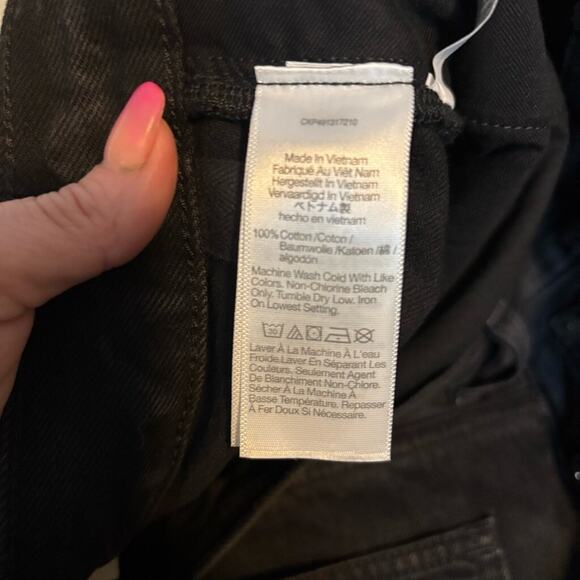 CKP491317210
Made In Vietnam
Fabriqué Au Viêt Nam
Hergestellt In Vietnam
Vervaardigd In Vietnam
ベトナム製
hecho en vietnam
100% Cotton /Coton /
Baumwolle /Katoen /綿 /
algodón
Machine Wash Cold With Like
Colors. Non-Chlorine Bleach
Only. Tumble Dry Low. Iron
On Lowest Setting.
30
Laver À La Machine À L'eau
Froide Laver En Séparant Les
Couleurs. Seulement Agent
De Blanchiment Non-Chlore.
Sécher À La Machine À
Basse Température. Repasser
À Fer Doux Si Nécessaire.